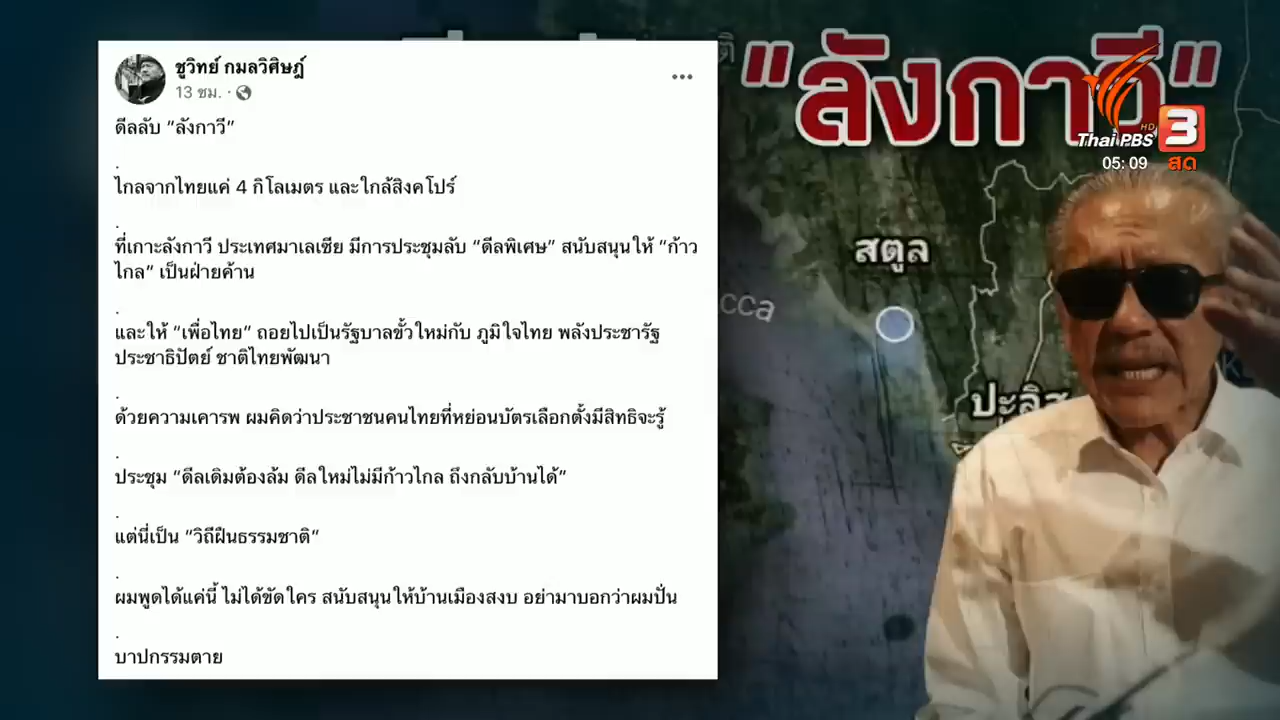 ชูวิทย์ กมลวิศิษฎ์
13 ชม. ·
ดีลลับ “ลังกาวี”
.
ไกลจากไทยแค่ 4 กิโลเมตร และใกล้สิงคโปร์
.
ที่เกาะลังกาวี ประเทศมาเลเซีย มีการประชุมลับ “ดีลพิเศษ” สนับสนุนให้ “ก้าว
ไกล” เป็นฝ่ายค้าน
.
และให้ “เพื่อไทย” ถอยไปเป็นรัฐบาลขั้วใหม่กับ ภูมิใจไทย พลังประชารัฐ
ประชาธิปัตย์ ชาติไทยพัฒนา
.
ด้วยความเคารพ ผมคิดว่าประชาชนคนไทยที่หย่อนบัตรเลือกตั้งมีสิทธิจะรู้
.
ประชุม “ดีลเดิมต้องล้ม ดีลใหม่ไม่มีก้าวไกล ถึงกลับบ้านได้”
.
แต่นี่เป็น “วิถีฝืนธรรมชาติ”
.
ผมพูดได้แค่นี้ ไม่ได้ขัดใคร สนับสนุนให้บ้านเมืองสงบ อย่ามาบอกว่าผมปั่น
.
บาปกรรมตาย
"ลังกาวี"
Thai PBS HD 3
05:09 สด
สตูล
cca
ปะลิส